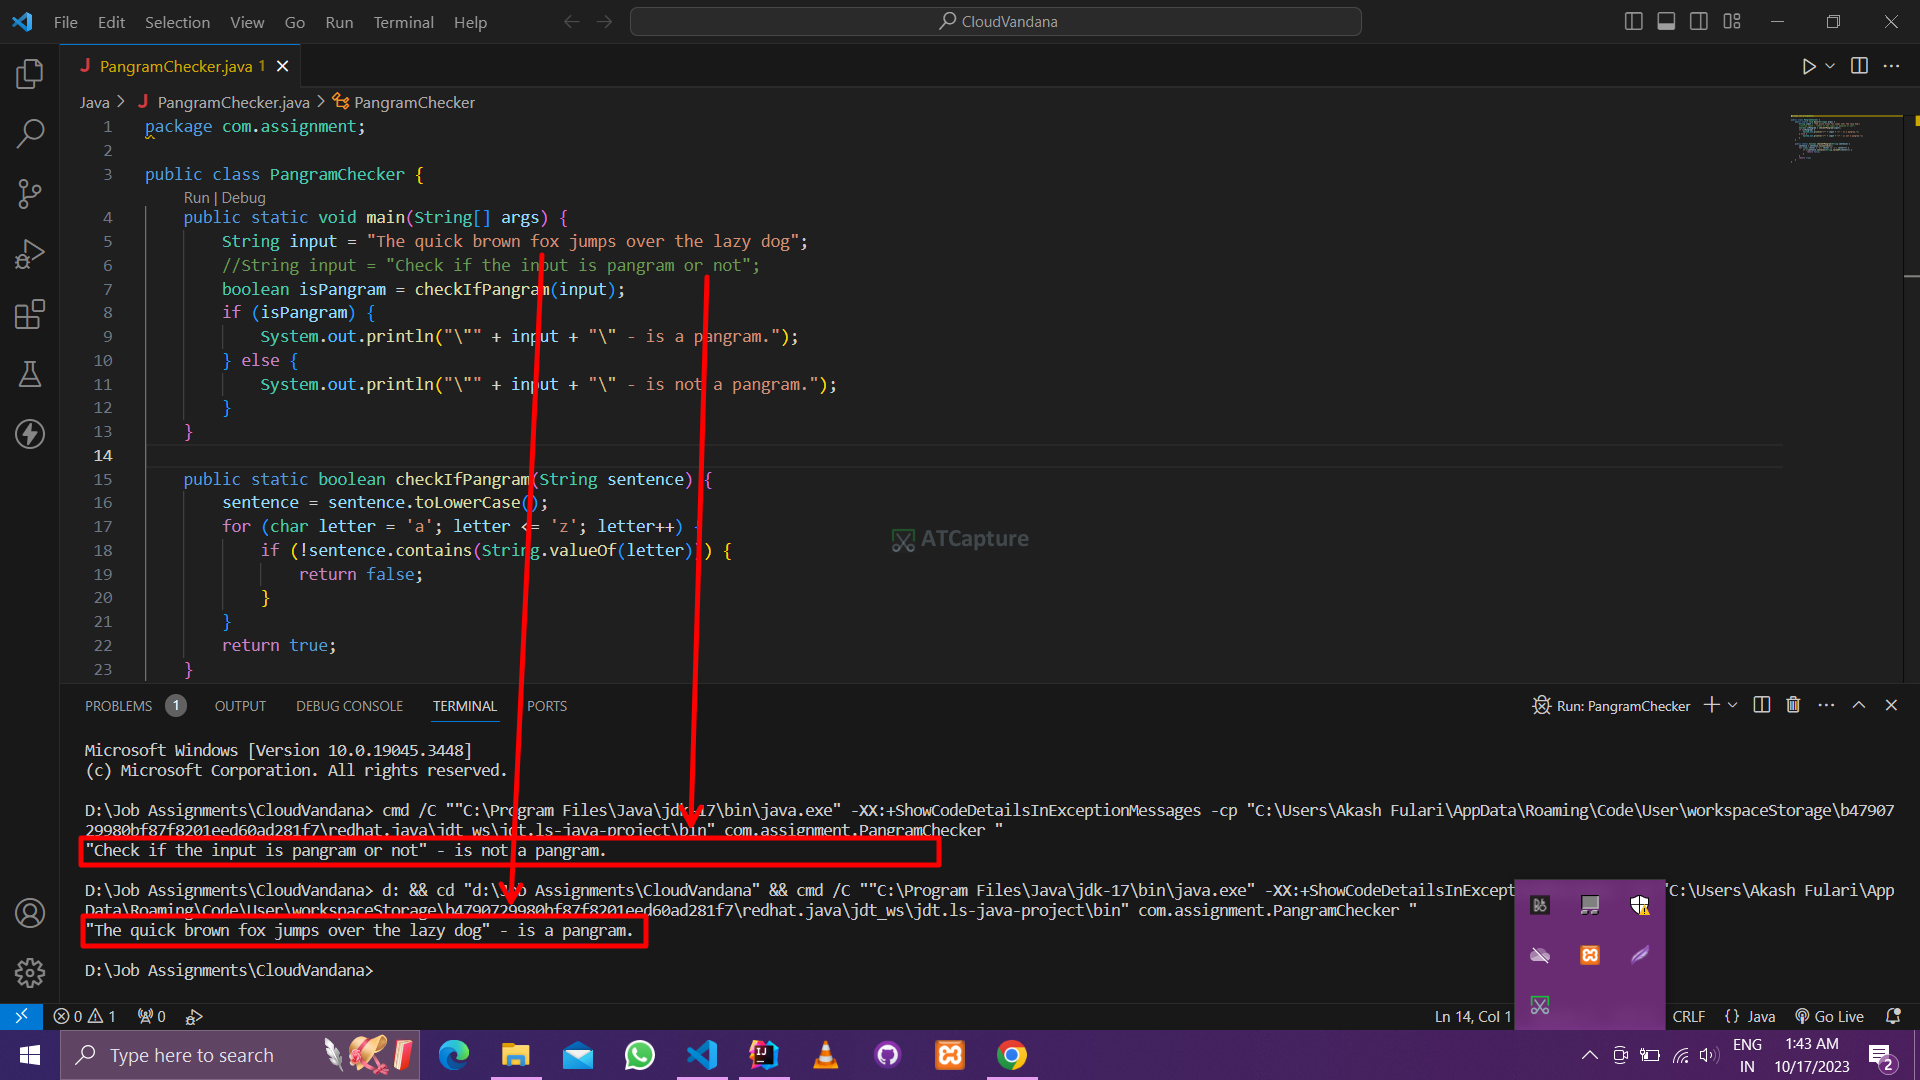 File Edit Selection View Go Run Terminal Help
CloudVandana
PangramChecker.java 1
Java > PangramChecker.java > PangramChecker
1 package com.assignment;
2
3 public class PangramChecker {
Run | Debug
4 public static void main(String[] args) {
5 String input = "The quick brown fox jumps over the lazy dog";
6 //String input = "Check if the input is pangram or not";
7 boolean isPangram = checkIfPangram(input);
8 if (isPangram) {
9 System.out.println("\"" + input + "\" - is a pangram.");
10 } else {
11 System.out.println("\"" + input + "\" - is not a pangram.");
12 }
13 }
14
15 public static boolean checkIfPangram(String sentence) {
16 sentence = sentence.toLowerCase();
17 for (char letter = 'a'; letter <= 'z'; letter++) {
18 if (!sentence.contains(String.valueOf(letter))) {
19 return false;
20 }
21 }
22 return true;
23 }
ATCapture
PROBLEMS 1 OUTPUT DEBUG CONSOLE TERMINAL PORTS
Run: PangramChecker
Microsoft Windows [Version 10.0.19045.3448]
(c) Microsoft Corporation. All rights reserved.
D:\Job Assignments\CloudVandana> cmd /C ""C:\Program Files\Java\jdk-17\bin\java.exe" -XX:+ShowCodeDetailsInExceptionMessages -cp "C:\Users\Akash Fulari\AppData\Roaming\Code\User\workspaceStorage\b47907
29980bf87f8201eed60ad281f7\redhat.java\jdt_ws\jdt.ls-java-project\bin" com.assignment.PangramChecker "
"Check if the input is pangram or not" - is not a pangram.
D:\Job Assignments\CloudVandana> d: && cd "d:\Job Assignments\CloudVandana" && cmd /C ""C:\Program Files\Java\jdk-17\bin\java.exe" -XX:+ShowCodeDetailsInExcept "C:\Users\Akash Fulari\App
Data\Roaming\Code\User\workspaceStorage\b4790729980bf87f8201eed60ad281f7\redhat.java\jdt_ws\jdt.ls-java-project\bin" com.assignment.PangramChecker "
"The quick brown fox jumps over the lazy dog" - is a pangram.
D:\Job Assignments\CloudVandana>
0 1 0
Ln 14, Col 1 CRLF {} Java Go Live
Type here to search
ENG
IN
1:43 AM
10/17/2023
2